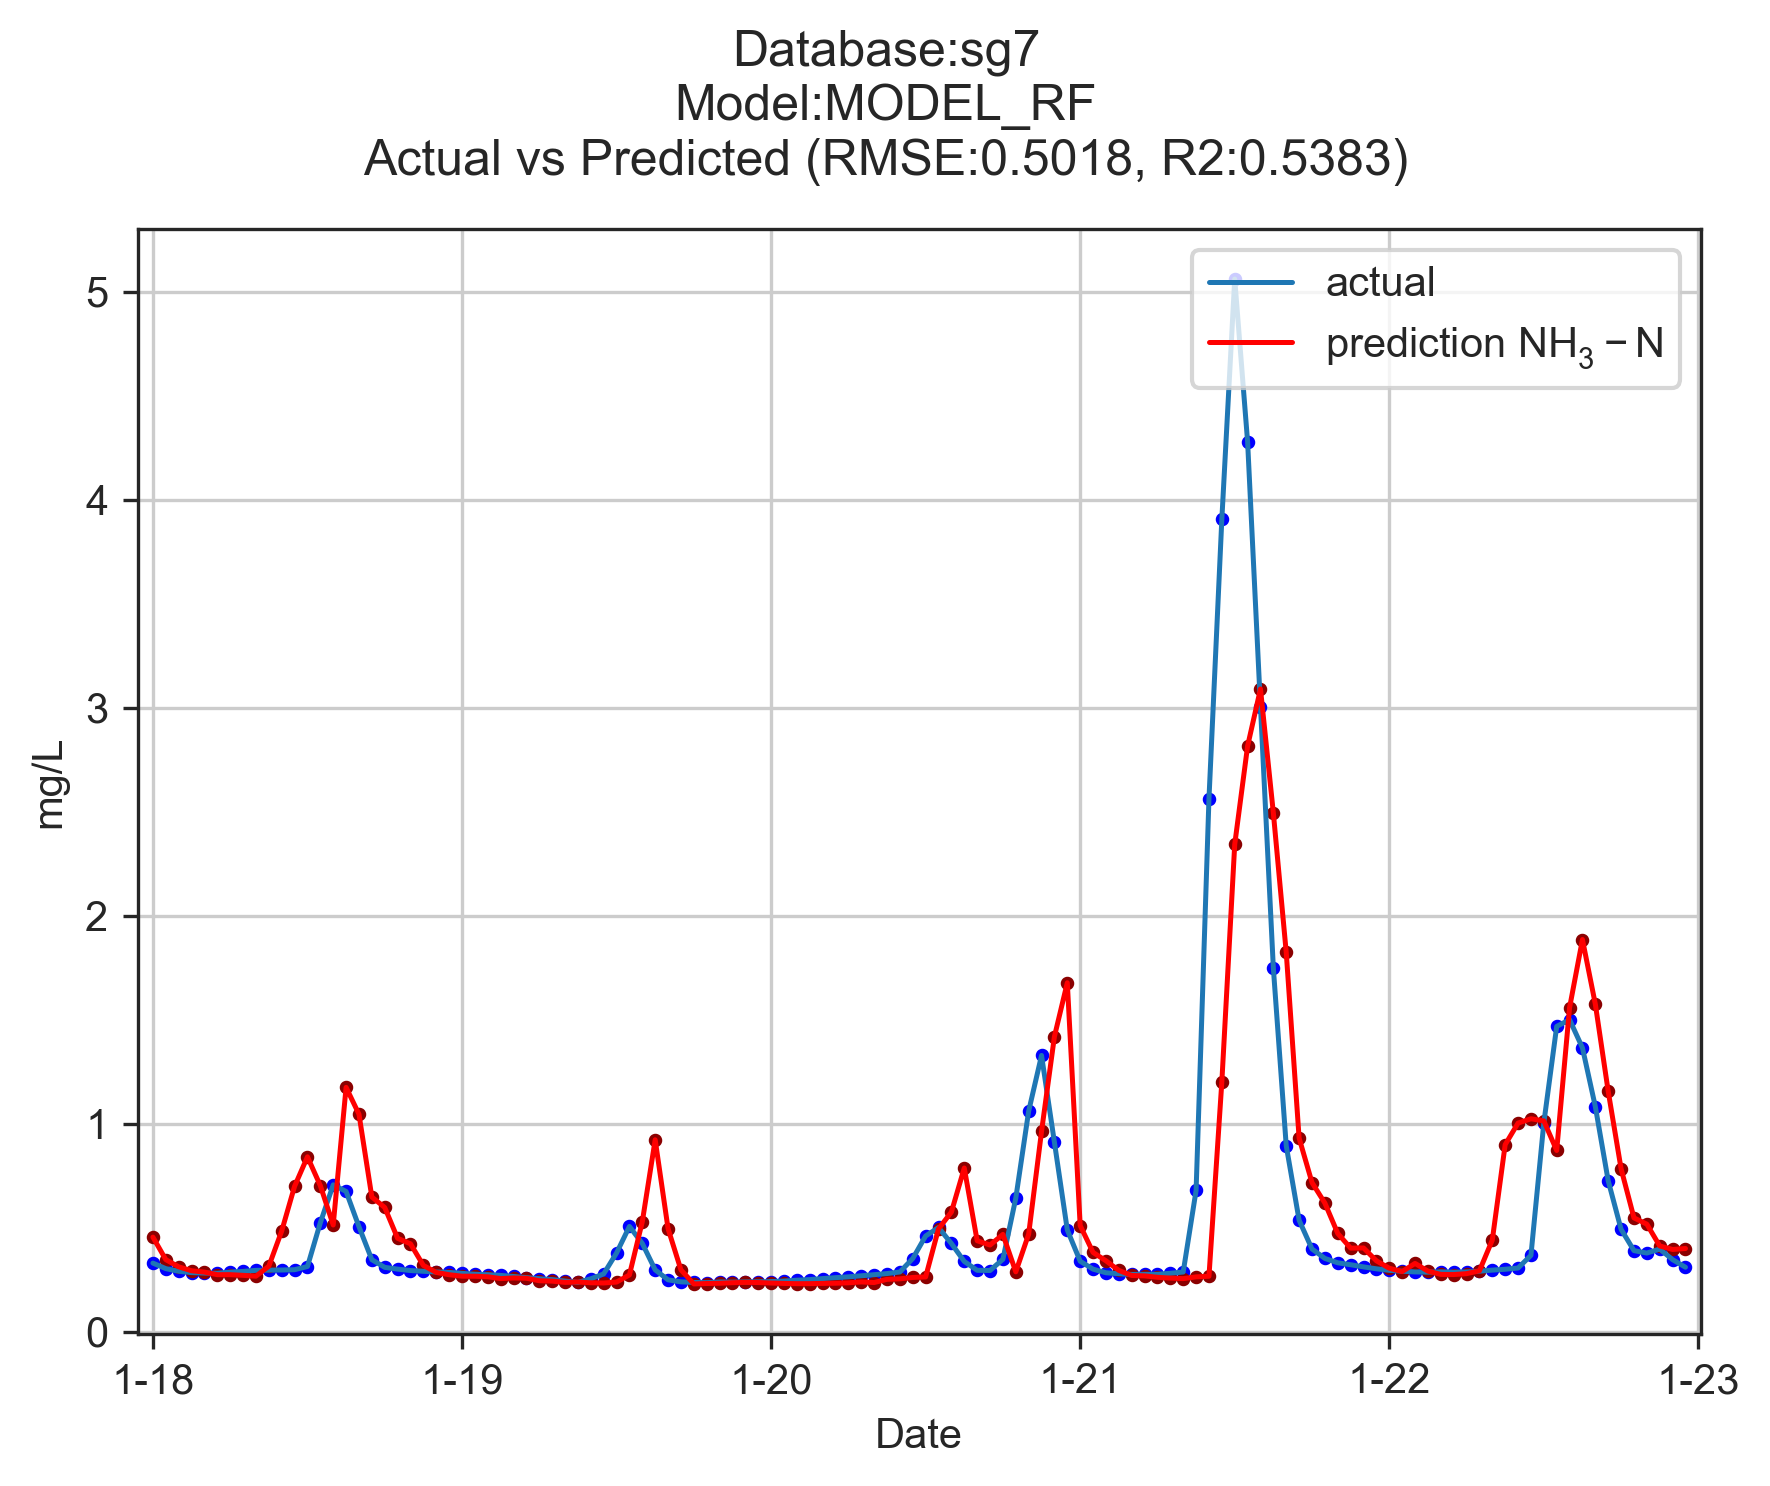 Database:sg7
Model:MODEL_RF
Actual vs Predicted (RMSE:0.5018, R2:0.5383)
actual
prediction NH₃ − N
5
4
3
2
1
0
mg/L
1-18 1-19 1-20 1-21 1-22 1-23
Date